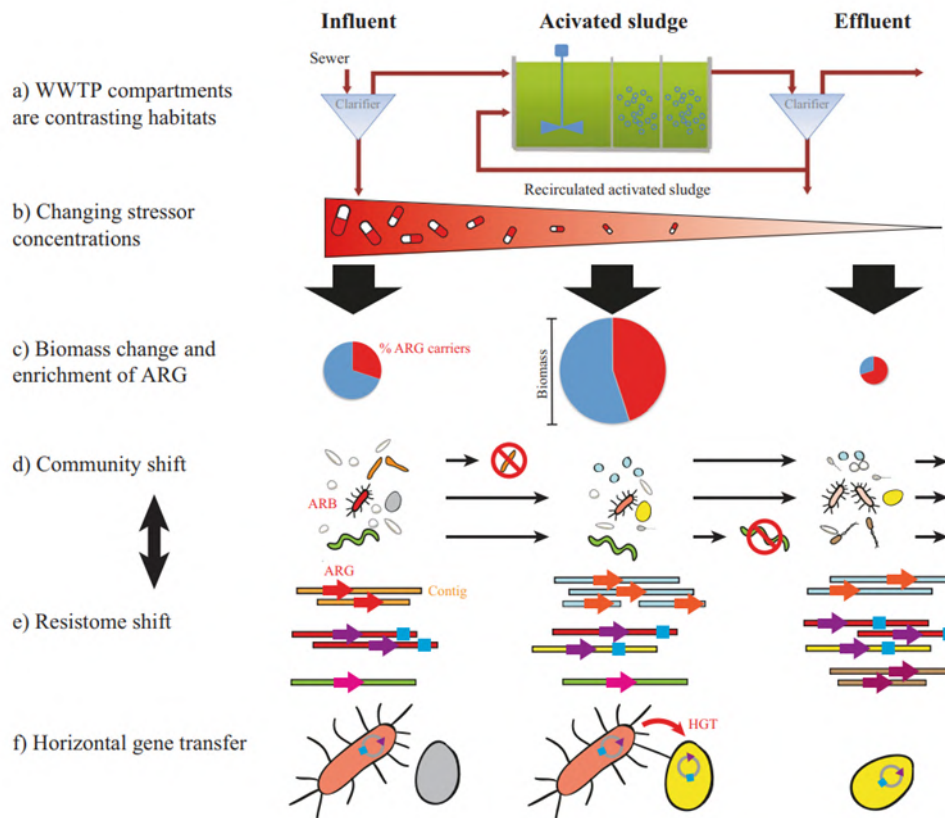 Influent
Acivated sludge
Effluent
Sewer
a) WWTP compartments
are contrasting habitats
Clarifier
Clarifier
Recirculated activated sludge
b) Changing stressor
concentrations
c) Biomass change and
enrichment of ARG
% ARG carriers
Biomass
d) Community shift
ARB
ARG
Contig
e) Resistome shift
f) Horizontal gene transfer
HGT